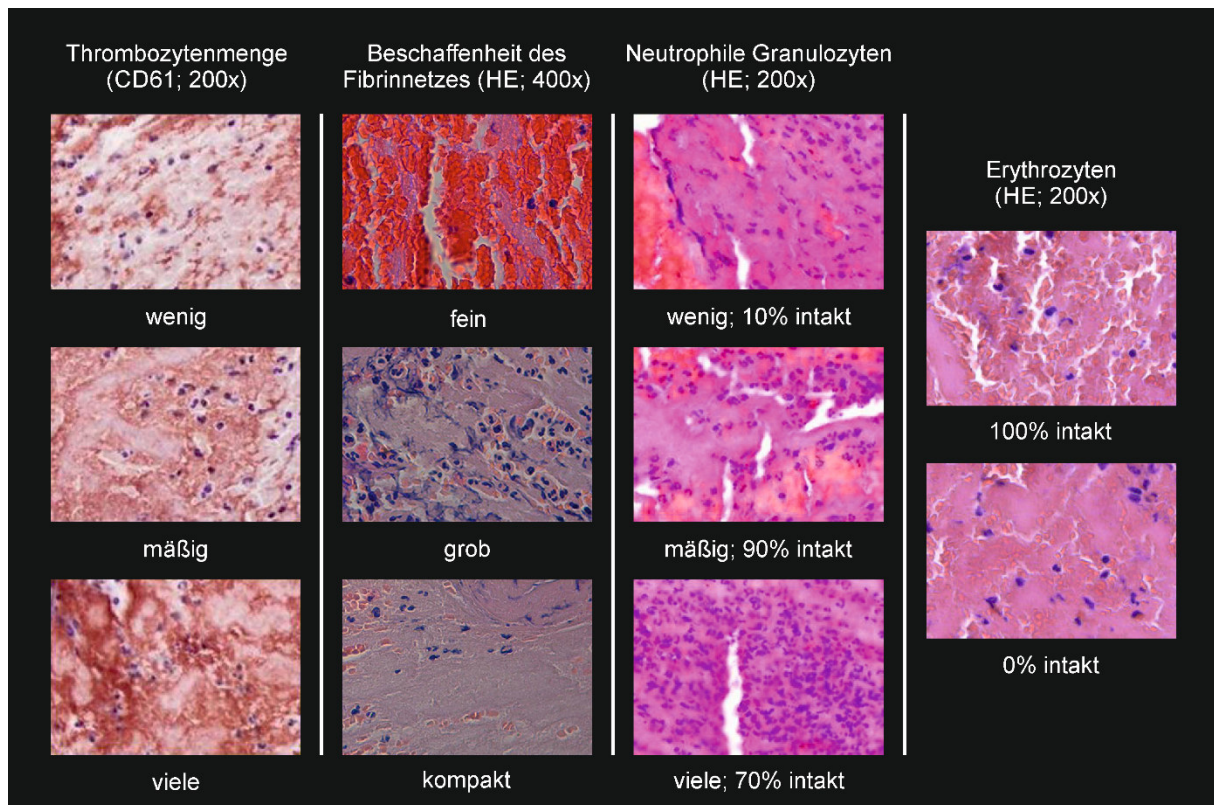 Thrombozytenmenge
(CD61; 200x)
wenig
mäßig
viele
Beschaffenheit des
Fibrinnetzes (HE; 400x)
fein
grob
kompakt
Neutrophile Granulozyten
(HE; 200x)
wenig; 10% intakt
mäßig; 90% intakt
viele; 70% intakt
Erythrozyten
(HE; 200x)
100% intakt
0% intakt